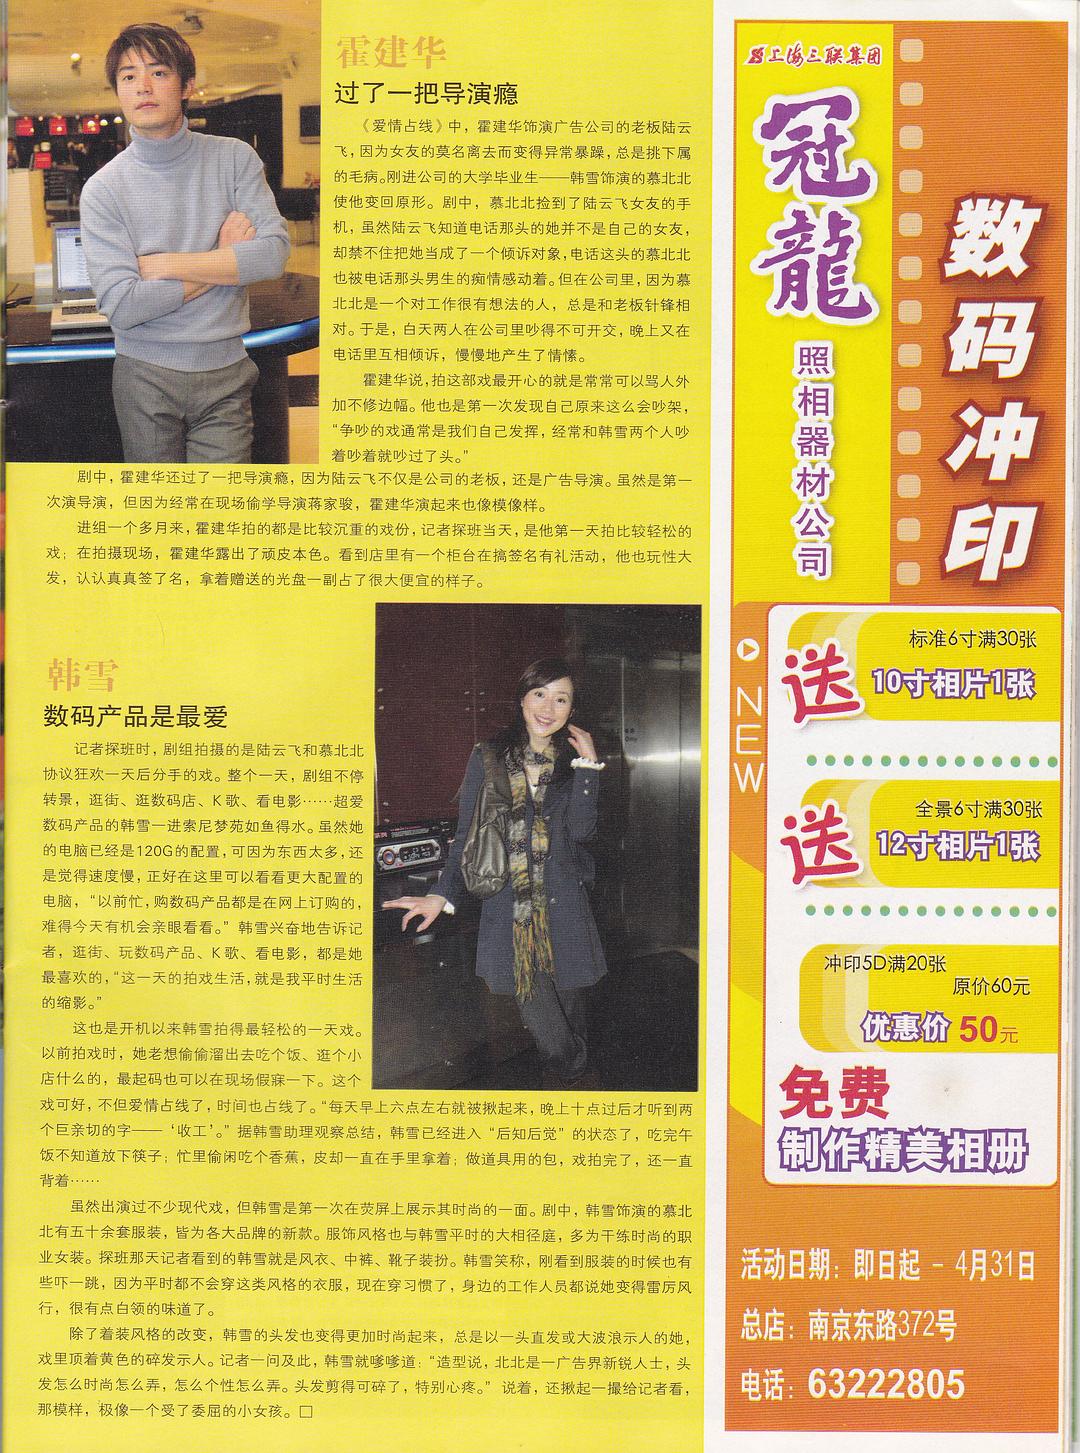 霍建华
过了一把导演瘾
《爱情占线》中，霍建华饰演广告公司的老板陆云
飞，因为女友的莫名离去而变得异常暴躁，总是挑下属
的毛病。刚进公司的大学毕业生——韩雪饰演的慕北北
使他变回原形。剧中，慕北北捡到了陆云飞女友的手
机，虽然陆云飞知道电话那头的她并不是自己的女友，
却禁不住把她当成了一个倾诉对象，电话这头的慕北北
也被电话那头男生的痴情感动着。但在公司里，因为慕
北北是一个对工作很有想法的人，总是和老板针锋相
对。于是，白天两人在公司里吵得不可开交，晚上又在
电话里互相倾诉，慢慢地产生了情愫。
霍建华说，拍这部戏最开心的就是常常可以骂人外
加不修边幅。他也是第一次发现自己原来这么会吵架，
“争吵的戏通常是我们自己发挥，经常和韩雪两个人吵
着吵着就吵过了头。”
剧中，霍建华还过了一把导演瘾，因为陆云飞不仅是公司的老板，还是广告导演。虽然是第一
次演导演，但因为经常在现场偷学导演蒋家骏，霍建华演起来也像模像样。
进组一个多月来，霍建华拍的都是比较沉重的戏份，记者探班当天，是他第一天拍比较轻松的
戏；在拍摄现场，霍建华露出了顽皮本色。看到店里有一个柜台在搞签名有礼活动，他也玩性大
发，认认真真签了名，拿着赠送的光盘一副占了很大便宜的样子。
韩雪
数码产品是最爱
记者探班时，剧组拍摄的是陆云飞和慕北北
协议狂欢一天后分手的戏。整个一天，剧组不停
转景，逛街、逛数码店、K歌、看电影……超爱
数码产品的韩雪一进索尼梦苑如鱼得水。虽然她
的电脑已经是120G的配置，可因为东西太多，还
是觉得速度慢，正好在这里可以看看更大配置的
电脑，“以前忙，购数码产品都是在网上订购的，
难得今天有机会亲眼看看。”韩雪兴奋地告诉记
者，逛街、玩数码产品、K歌、看电影，都是她
最喜欢的，“这一天的拍戏生活，就是我平时生活
的缩影。”
这也是开机以来韩雪拍得最轻松的一天戏。
以前拍戏时，她老想偷偷溜出去吃个饭、逛个小
店什么的，最起码也可以在现场假寐一下。这个
戏可好，不但爱情占线了，时间也占线了。“每天早上六点左右就被揪起来，晚上十点过后才听到两
个巨亲切的字——‘收工’。”据韩雪助理观察总结，韩雪已经进入“后知后觉”的状态了，吃完午
饭不知道放下筷子；忙里偷闲吃个香蕉，皮却一直在手里拿着；做道具用的包，戏拍完了，还一直
背着……
虽然出演过不少现代戏，但韩雪是第一次在荧屏上展示其时尚的一面。剧中，韩雪饰演的慕北
北有五十余套服装，皆为各大品牌的新款。服饰风格也与韩雪平时的大相径庭，多为干练时尚的职
业女装。探班那天记者看到的韩雪就是风衣、中裤、靴子装扮。韩雪笑称，刚看到服装的时候也有
些吓一跳，因为平时都不会穿这类风格的衣服，现在穿习惯了，身边的工作人员都说她变得雷厉风
行，很有点白领的味道了。
除了着装风格的改变，韩雪的头发也变得更加时尚起来，总是以一头直发或大波浪示人的她，
戏里顶着黄色的碎发示人。记者一问及此，韩雪就嗲嗲道：“造型说，北北是一广告界新锐人士，头
发怎么时尚怎么弄，怎么个性怎么弄。头发剪得可碎了，特别心疼。”说着，还揪起一撮给记者看，
那模样，极像一个受了委屈的小女孩。□
上海三联集团
冠龍
照相器材公司
数码冲印
NEW
送
标准6寸满30张
10寸相片1张
送
全景6寸满30张
12寸相片1张
冲印5D满20张
原价60元
优惠价 50元
免费
制作精美相册
活动日期：即日起 - 4月31日
总店：南京东路372号
电话：63222805